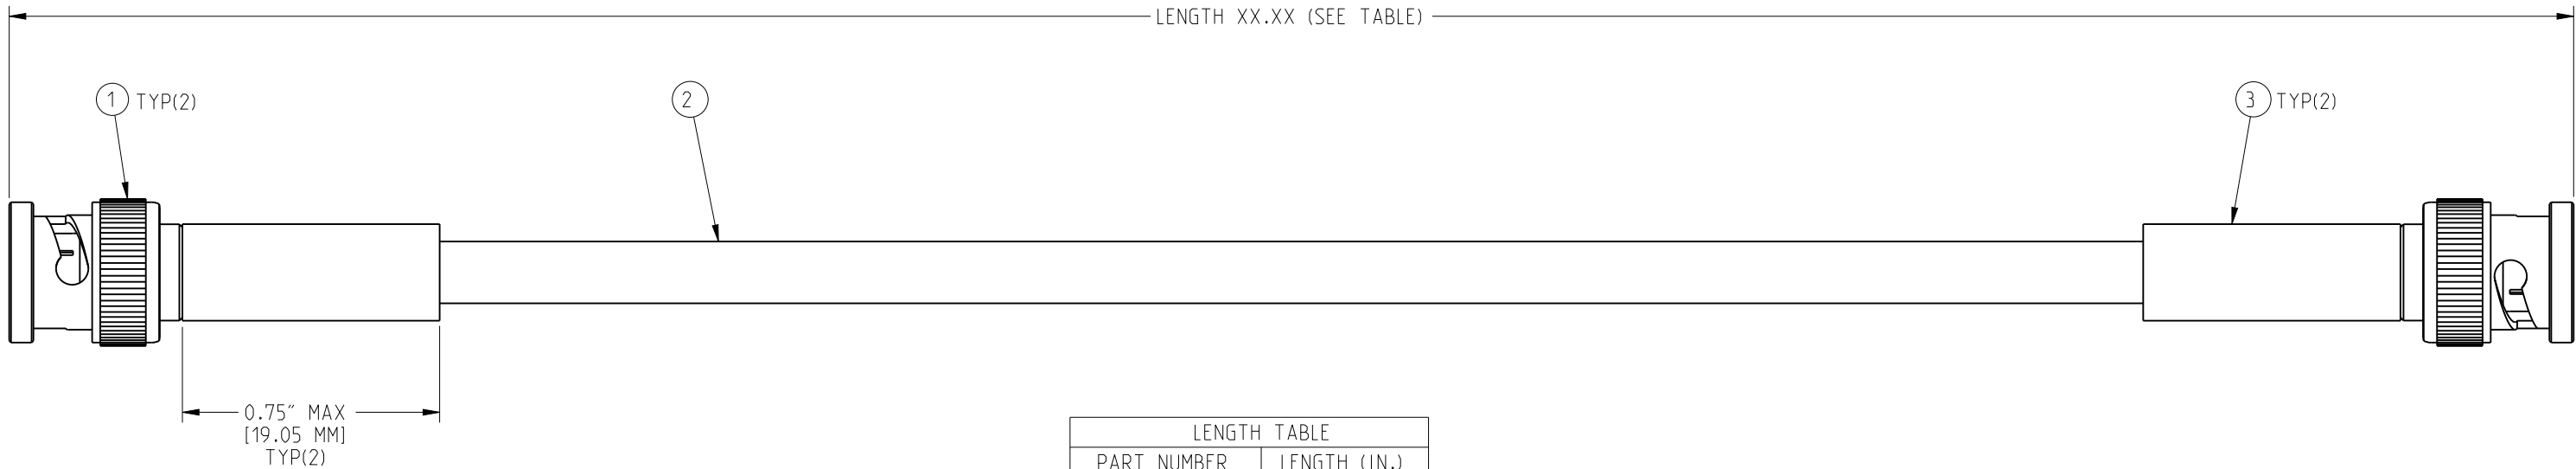 LENGTH XX.XX (SEE TABLE)
1 TYP(2)
2
3 TYP(2)
0.75" MAX
[19.05 MM]
TYP(2)
LENGTH TABLE
PART NUMBER LENGTH (IN.)